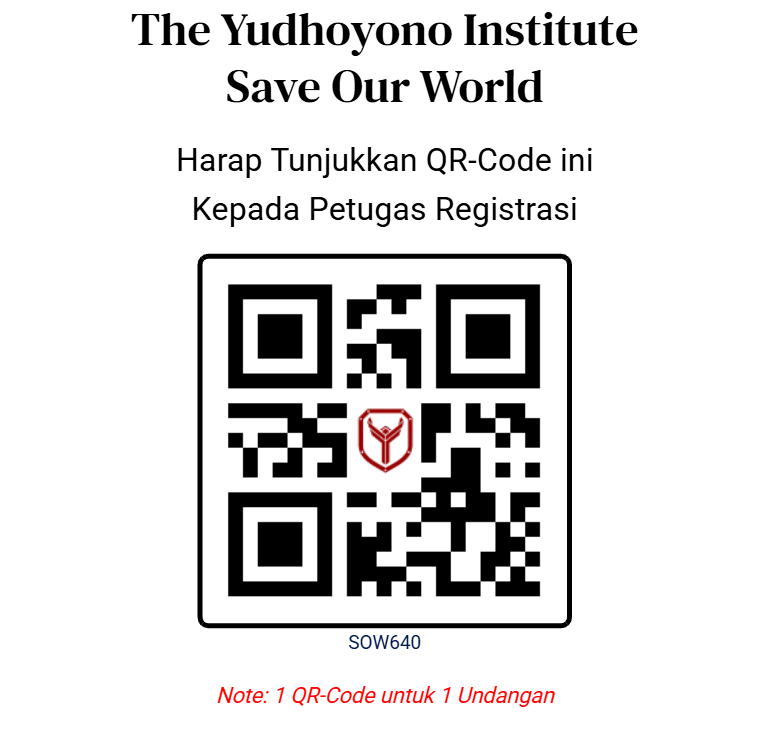 The Yudhoyono Institute
Save Our World
Harap Tunjukkan QR-Code ini
Kepada Petugas Registrasi
SOW640
Note: 1 QR-Code untuk 1 Undangan